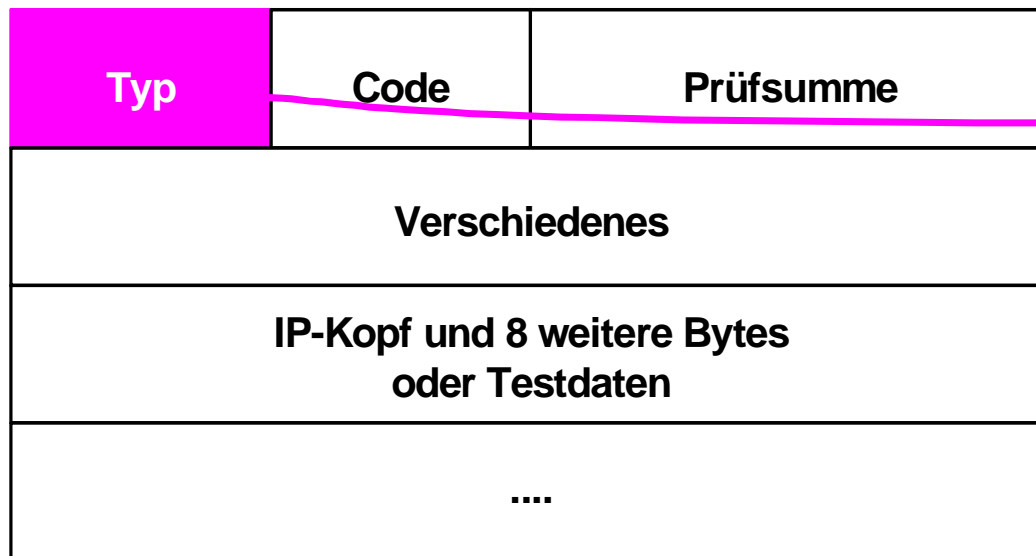 Typ Code Prüfsumme
Verschiedenes
IP-Kopf und 8 weitere Bytes
oder Testdaten
....